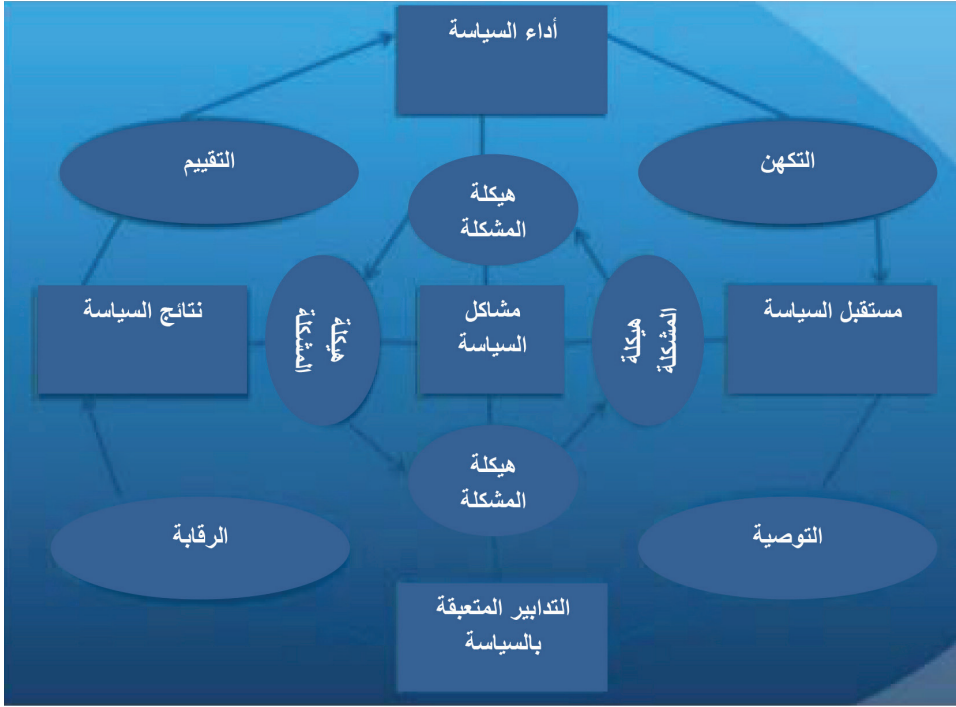 أداء السياسة
التقييم
التكهن
هيكلة
المشكلة
نتائج السياسة
هيكلة
المشكلة
مشاكل
السياسة
هيكلة
المشكلة
مستقبل السياسة
هيكلة
المشكلة
الرقابة
التوصية
التدابير المتعبقة
بالسياسة